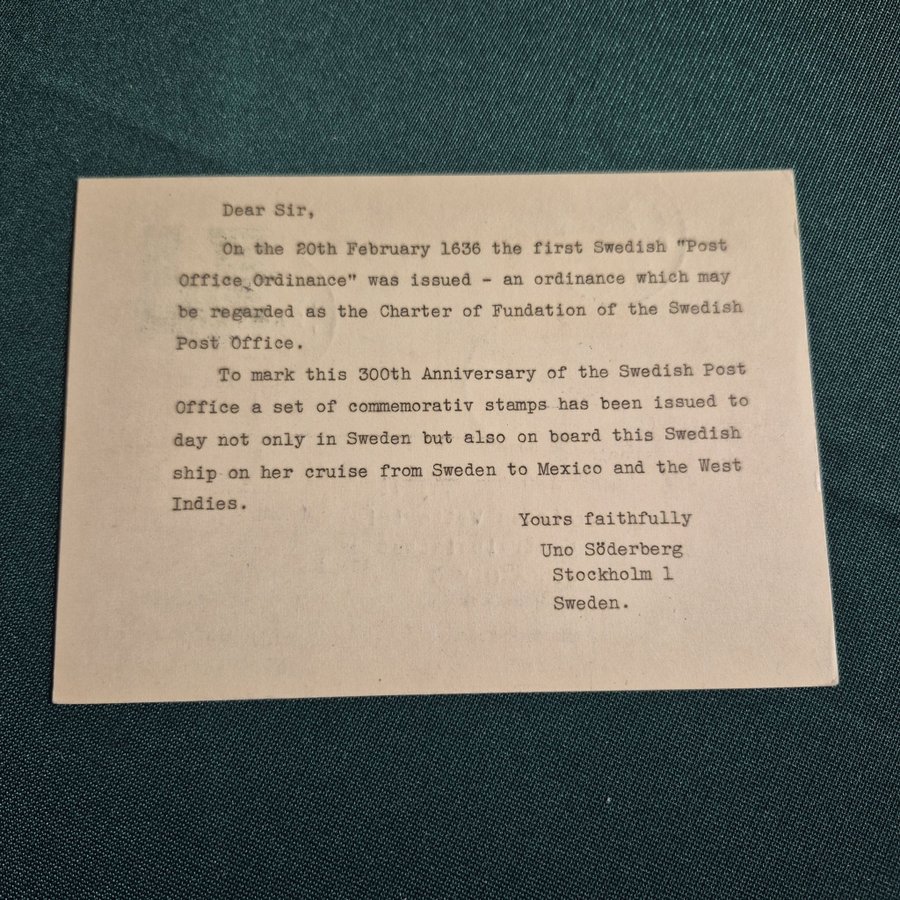 Dear Sir,
On the 20th February 1636 the first Swedish "Post
Office Ordinance" was issued - an ordinance which may
be regarded as the Charter of Fundation of the Swedish
Post Office.
To mark this 300th Anniversary of the Swedish Post
Office a set of commemorativ stamps has been issued to
day not only in Sweden but also on board this Swedish
ship on her cruise from Sweden to Mexico and the West
Indies.
Yours faithfully
Uno Söderberg
Stockholm 1
Sweden.